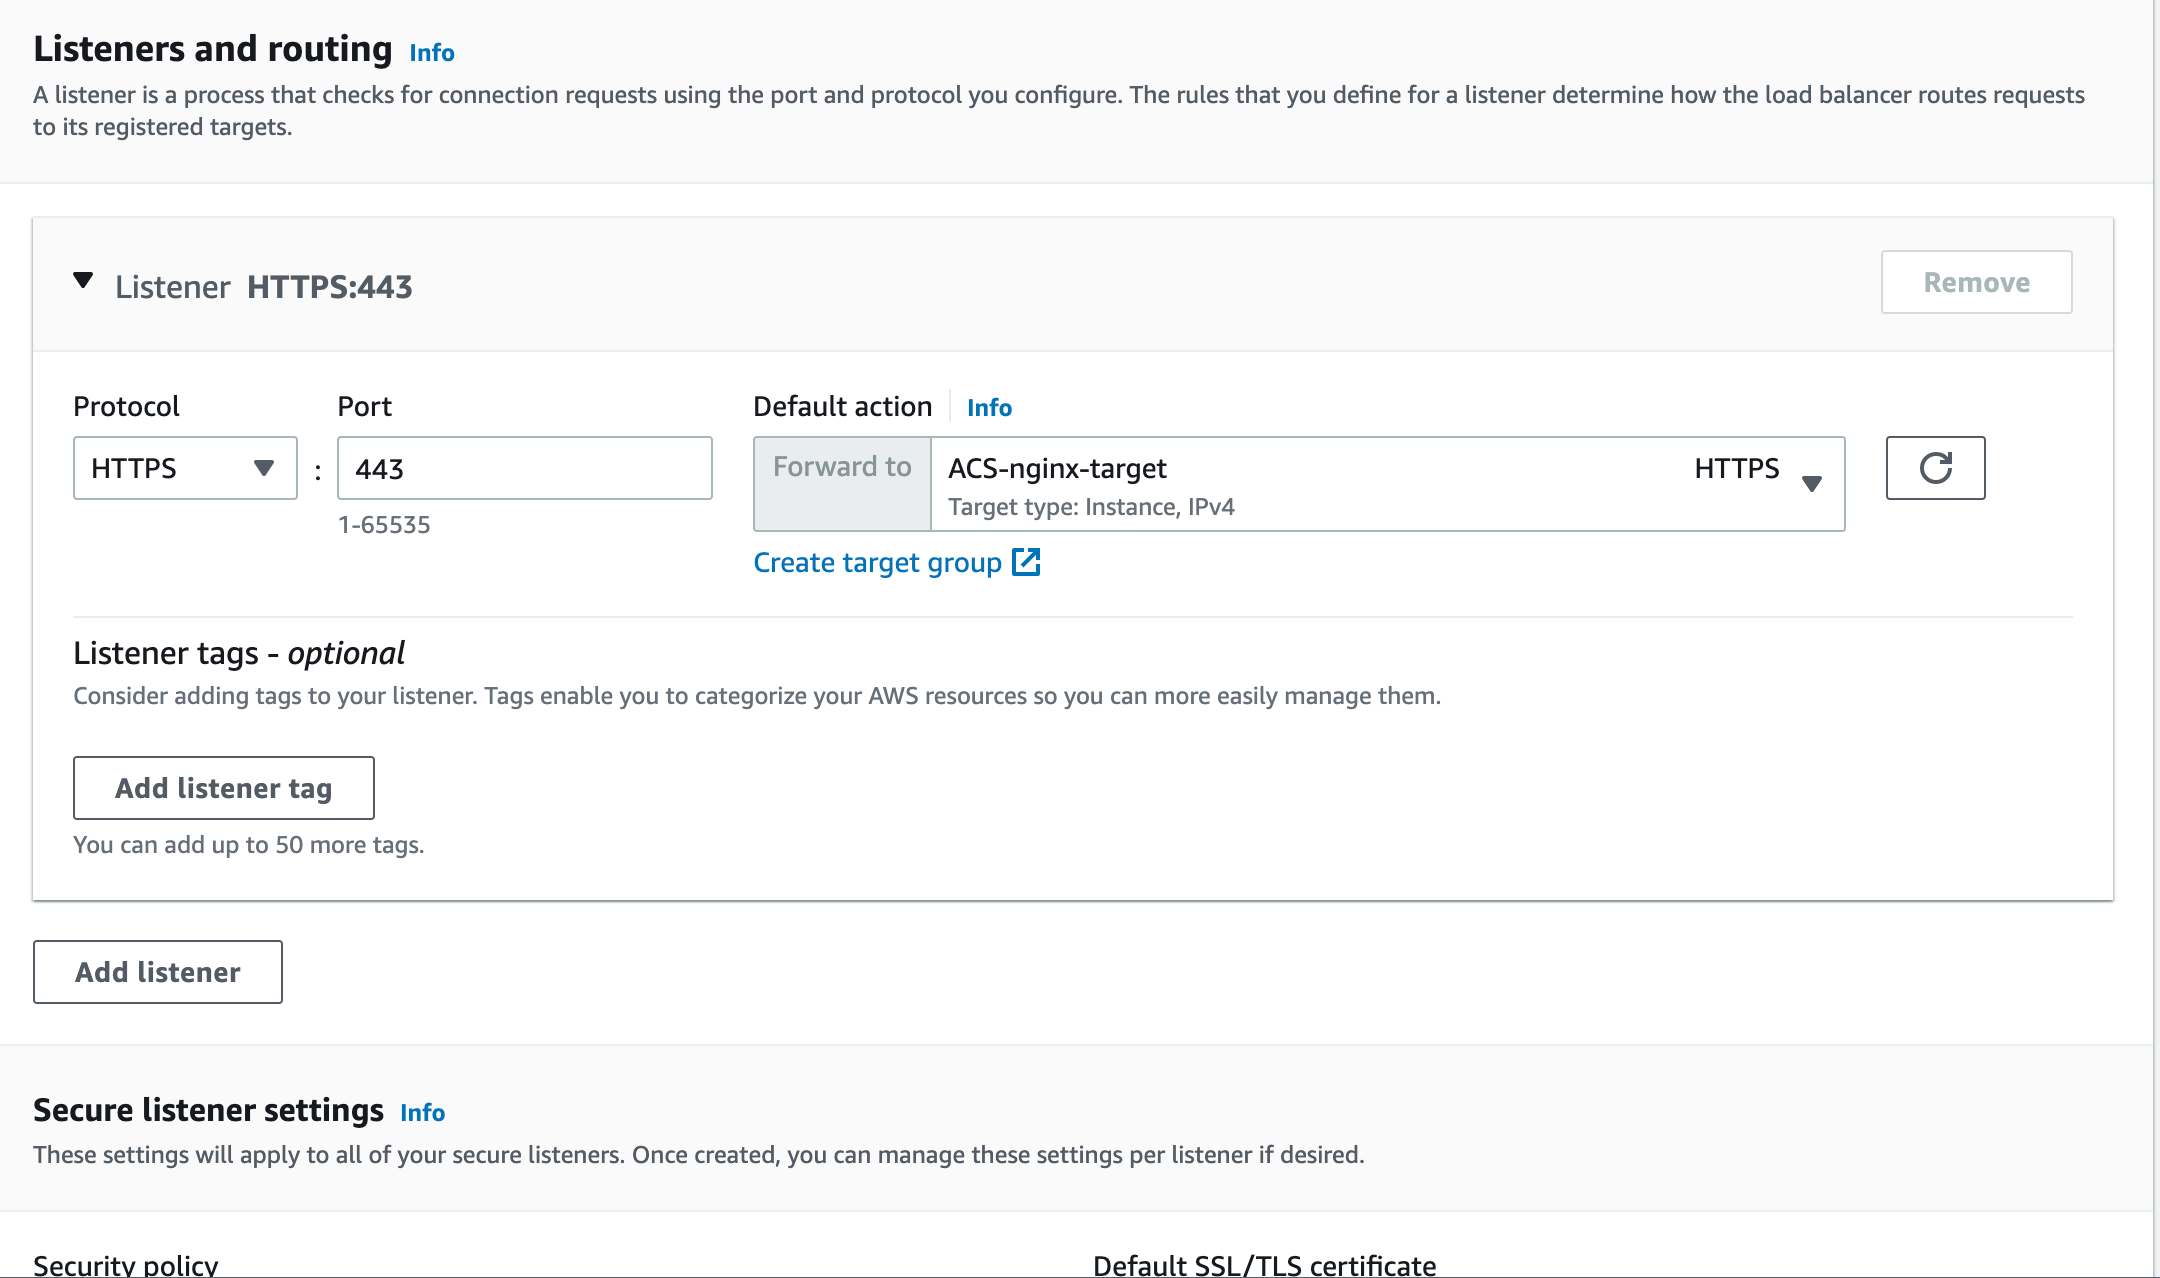 Listeners and routing Info
A listener is a process that checks for connection requests using the port and protocol you configure. The rules that you define for a listener determine how the load balancer routes requests
to its registered targets.
Listener HTTPS:443
Remove
Protocol
Port
Default action Info
HTTPS
:
443
1-65535
Forward to
ACS-nginx-target
HTTPS
Target type: Instance, IPv4
Create target group
Listener tags - optional
Consider adding tags to your listener. Tags enable you to categorize your AWS resources so you can more easily manage them.
Add listener tag
You can add up to 50 more tags.
Add listener
Secure listener settings Info
These settings will apply to all of your secure listeners. Once created, you can manage these settings per listener if desired.
Security policy
Default SSL/TLS certificate